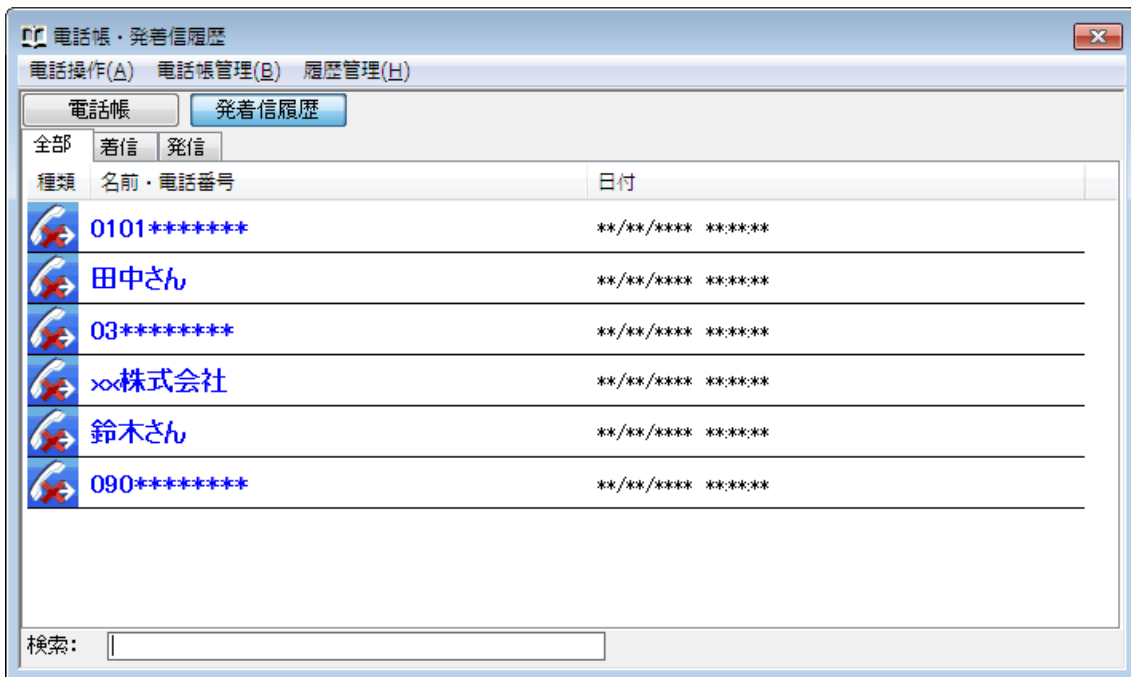 電話帳・発着信履歴
電話操作(A) 電話帳管理(B) 履歴管理(H)
電話帳 発着信履歴
全部 着信 発信
種類 名前・電話番号 日付
0101******* **/**/**** **:**:**
田中さん **/**/**** **:**:**
03******** **/**/**** **:**:**
xx株式会社 **/**/**** **:**:**
鈴木さん **/**/**** **:**:**
090******** **/**/**** **:**:**
検索: